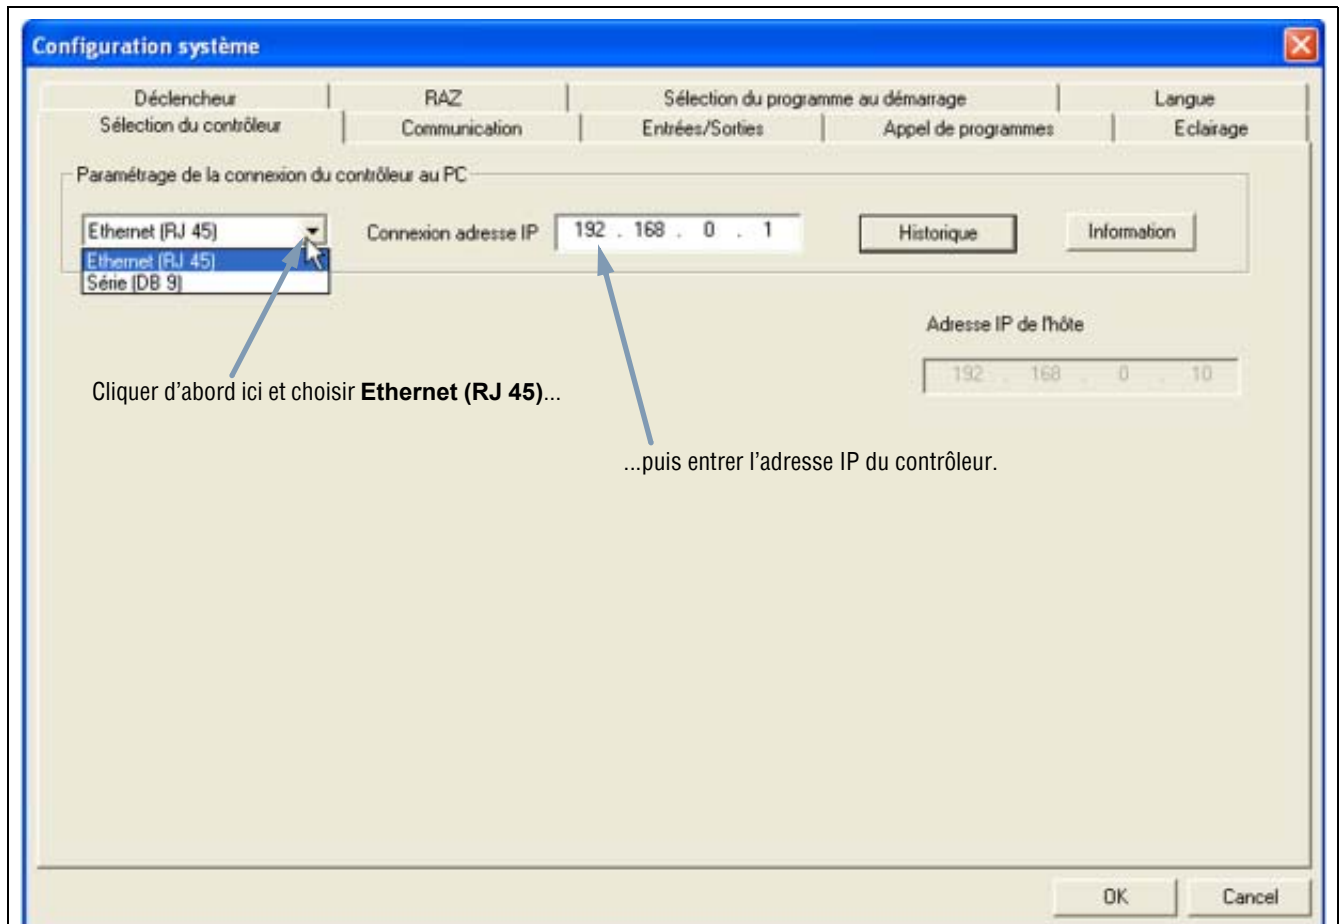 Configuration système
Déclencheur RAZ Sélection du programme au démarrage Langue
Sélection du contrôleur Communication Entrées/Sorties Appel de programmes Eclairage
Paramétrage de la connexion du contrôleur au PC
Ethernet (RJ 45) Connexion adresse IP 192 . 168 . 0 . 1 Historique Information
Ethernet (RJ 45)
Série (DB 9)
Adresse IP de l'hôte
192 . 168 . 0 . 10
Cliquer d’abord ici et choisir Ethernet (RJ 45)...
...puis entrer l’adresse IP du contrôleur.
OK Cancel